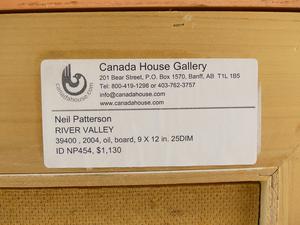 Canada House Gallery
201 Bear Street, P.O. Box 1570, Banff, AB T1L 1B5
Tel: 800-419-1298 or 403-762-3757
info@canadahouse.com
www.canadahouse.com
canadahouse.com
Neil Patterson
RIVER VALLEY
39400 , 2004, oil, board, 9 X 12 in. 25DIM
ID NP454, $1,130